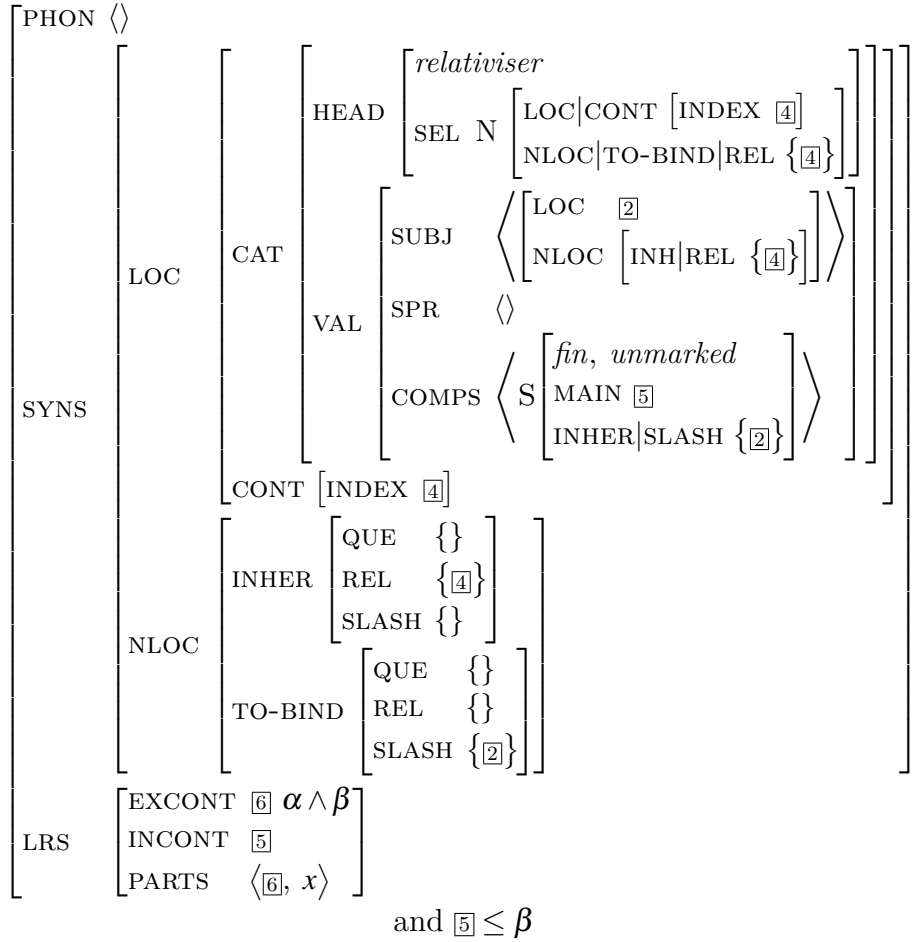 PHON ⟨⟩
relativiser
HEAD SEL N LOC|CONT [INDEX 4]
NLOC|TO-BIND|REL {4}
SUBJ ⟨[LOC 2
NLOC [INH|REL {4}]]⟩
LOC CAT
VAL SPR ⟨⟩
fin, unmarked
SYNS COMPS ⟨S MAIN 5
INHER|SLASH {2}⟩
CONT [INDEX 4]
QUE {}
INHER REL {4}
SLASH {}
NLOC
QUE {}
TO-BIND REL {}
SLASH {2}
EXCONT 6 α ∧ β
LRS INCONT 5
PARTS ⟨6, x⟩
and 5 ≤ β